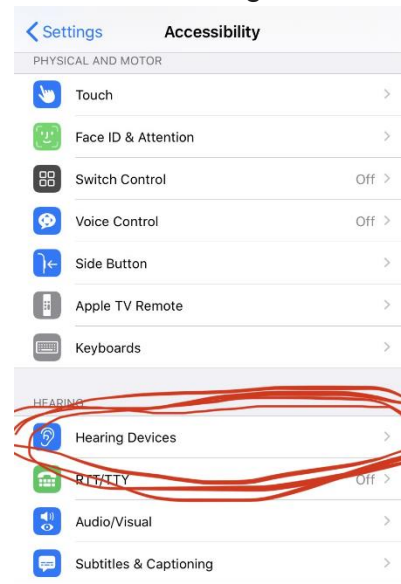 Settings Accessibility
PHYSICAL AND MOTOR
Touch
Face ID & Attention
Switch Control Off
Voice Control Off
Side Button
Apple TV Remote
Keyboards
HEARING
Hearing Devices
RTT/TTY Off
Audio/Visual
Subtitles & Captioning